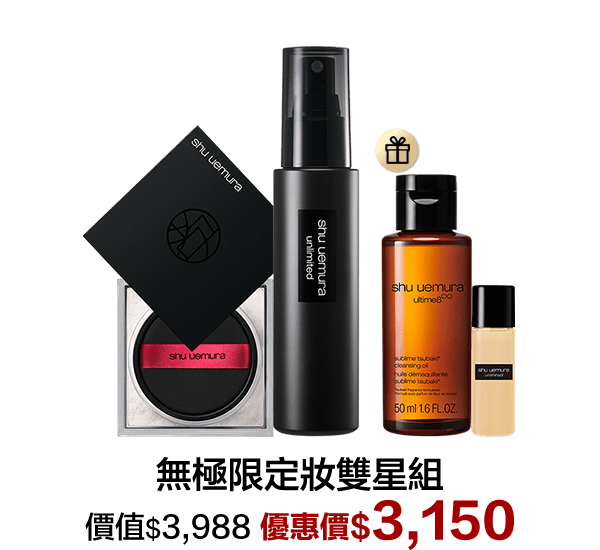 shu uemura
shu uemura
shu uemura
unlimited
shu uemura
ultime8∞
sublime tsubaki*
cleansing oil
huile démaquillante
sublime tsubaki*
50 ml 1.6 FL.OZ.
shu uemura
unlimited
無極限定妝雙星組
價值$3,988 優惠價$3,150